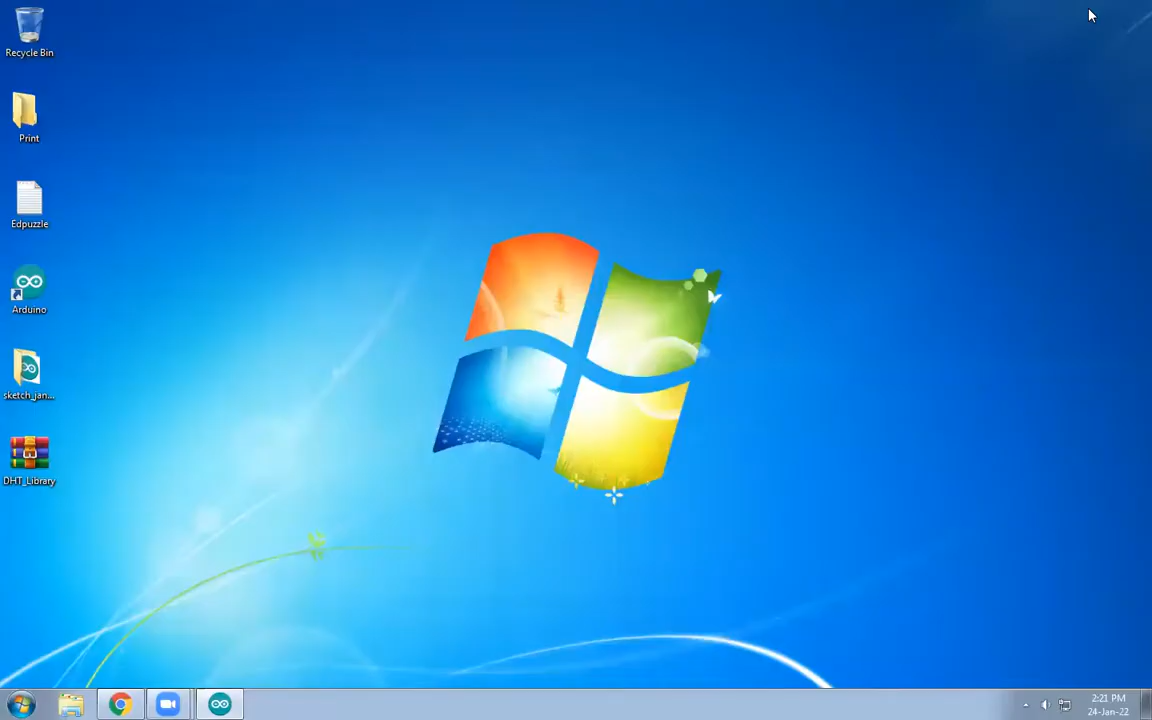 Recycle Bin
Print
Edpuzzle
Arduino
sketch_jan...
DHT_Library
2:21 PM
24-Jan-22